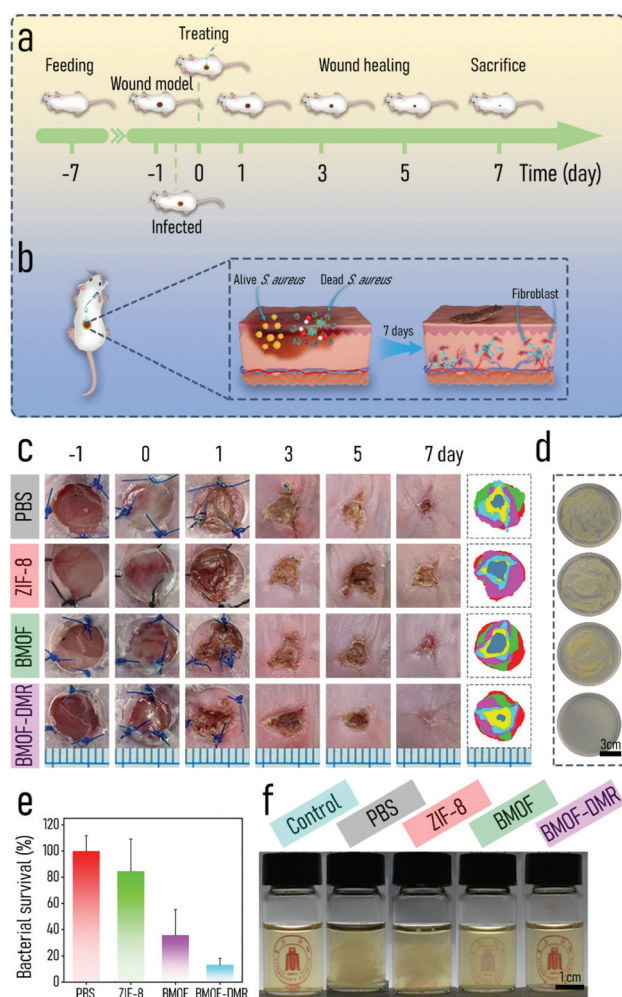 a
Treating
Feeding
Wound model
Wound healing
Sacrifice
-7
-1
0
1
3
5
7
Time (day)
Infected
b
Alive S. aureus
Dead S. aureus
7 days
Fibroblast
c
-1
0
1
3
5
7 day
d
PBS
ZIF-8
BMOF
BMOF-DMR
3cm
e
Bacterial survival (%)
120
100
80
60
40
20
0
PBS
ZIF-8
BMOF
BMOF-DMR
f
Control
PBS
ZIF-8
BMOF
BMOF-DMR
1 cm